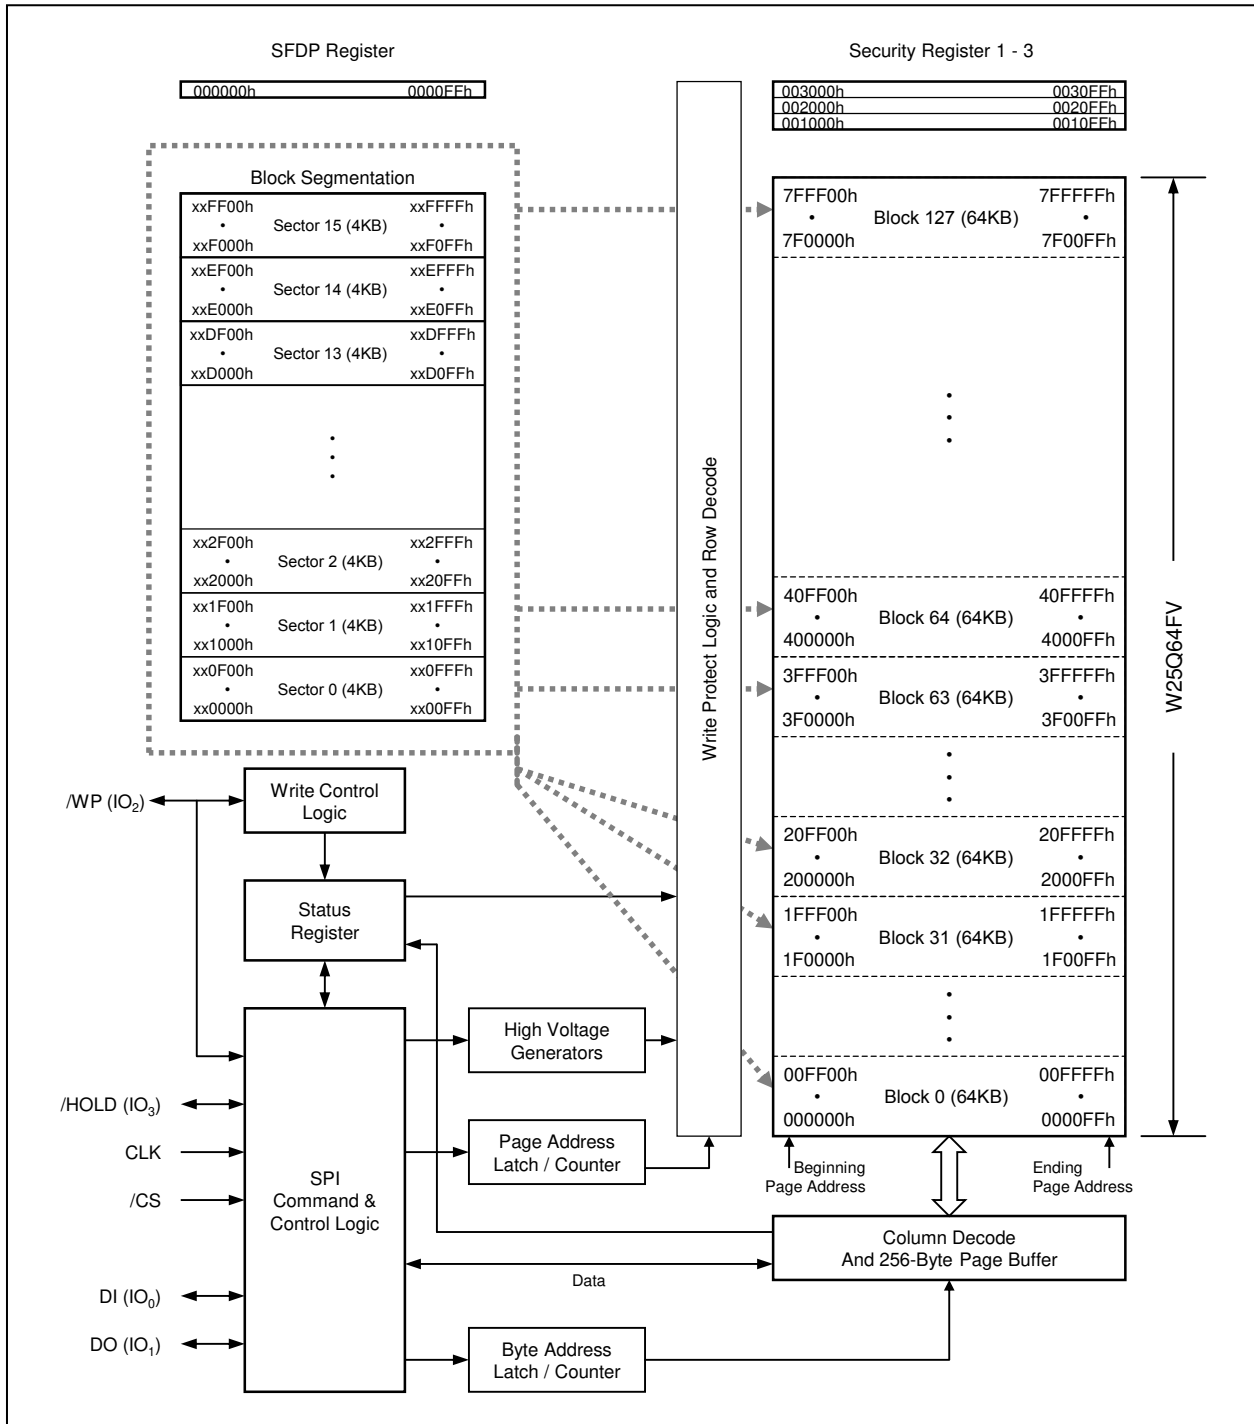 SFDP Register
000000h 0000FFh
Security Register 1 - 3
003000h 0030FFh
002000h 0020FFh
001000h 0010FFh
Block Segmentation
xxFF00h xxFFFFh
• Sector 15 (4KB) •
xxF000h xxF0FFh
xxEF00h xxEFFFh
• Sector 14 (4KB) •
xxE000h xxE0FFh
xxDF00h xxDFFFh
• Sector 13 (4KB) •
xxD000h xxD0FFh
xx2F00h xx2FFFh
• Sector 2 (4KB) •
xx2000h xx20FFh
xx1F00h xx1FFFh
• Sector 1 (4KB) •
xx1000h xx10FFh
xx0F00h xx0FFFh
• Sector 0 (4KB) •
xx0000h xx00FFh
Write Protect Logic and Row Decode
7FFF00h 7FFFFFh
• Block 127 (64KB) •
7F0000h 7F00FFh
40FF00h 40FFFFh
• Block 64 (64KB) •
400000h 4000FFh
3FFF00h 3FFFFFh
• Block 63 (64KB) •
3F0000h 3F00FFh
20FF00h 20FFFFh
• Block 32 (64KB) •
200000h 2000FFh
1FFF00h 1FFFFFh
• Block 31 (64KB) •
1F0000h 1F00FFh
00FF00h 00FFFFh
• Block 0 (64KB) •
000000h 0000FFh
W25Q64FV
Beginning
Page Address
Ending
Page Address
/WP (IO₂)
Write Control
Logic
Status
Register
High Voltage
Generators
/HOLD (IO₃)
CLK
/CS
DI (IO₀)
DO (IO₁)
SPI
Command &
Control Logic
Page Address
Latch / Counter
Column Decode
And 256-Byte Page Buffer
Data
Byte Address
Latch / Counter